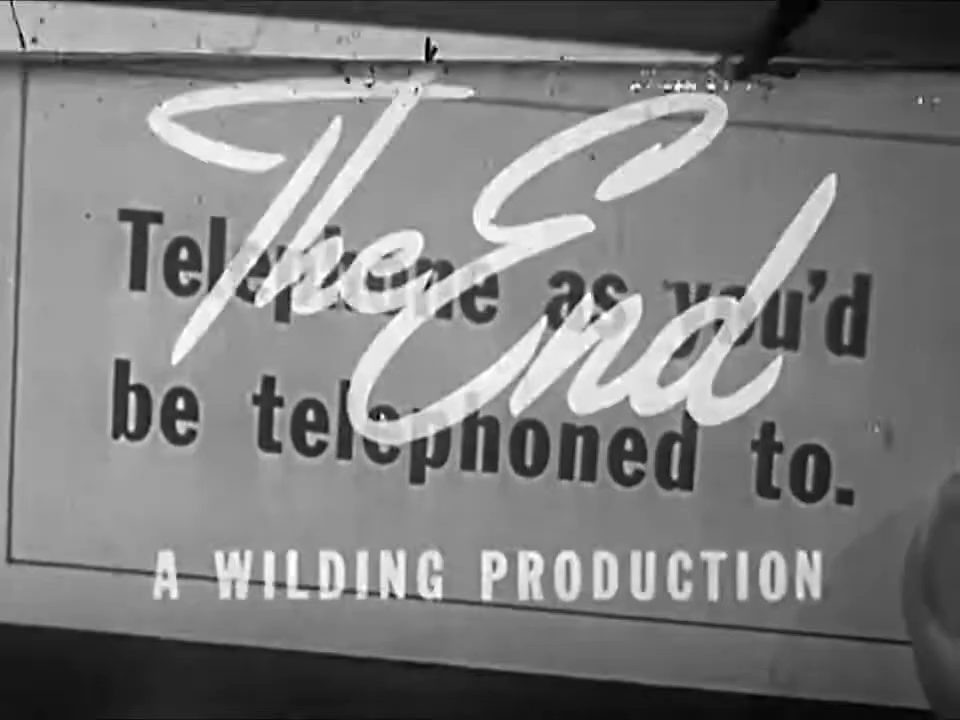 The End
Telephone as you'd
be telephoned to.
A WILDING PRODUCTION